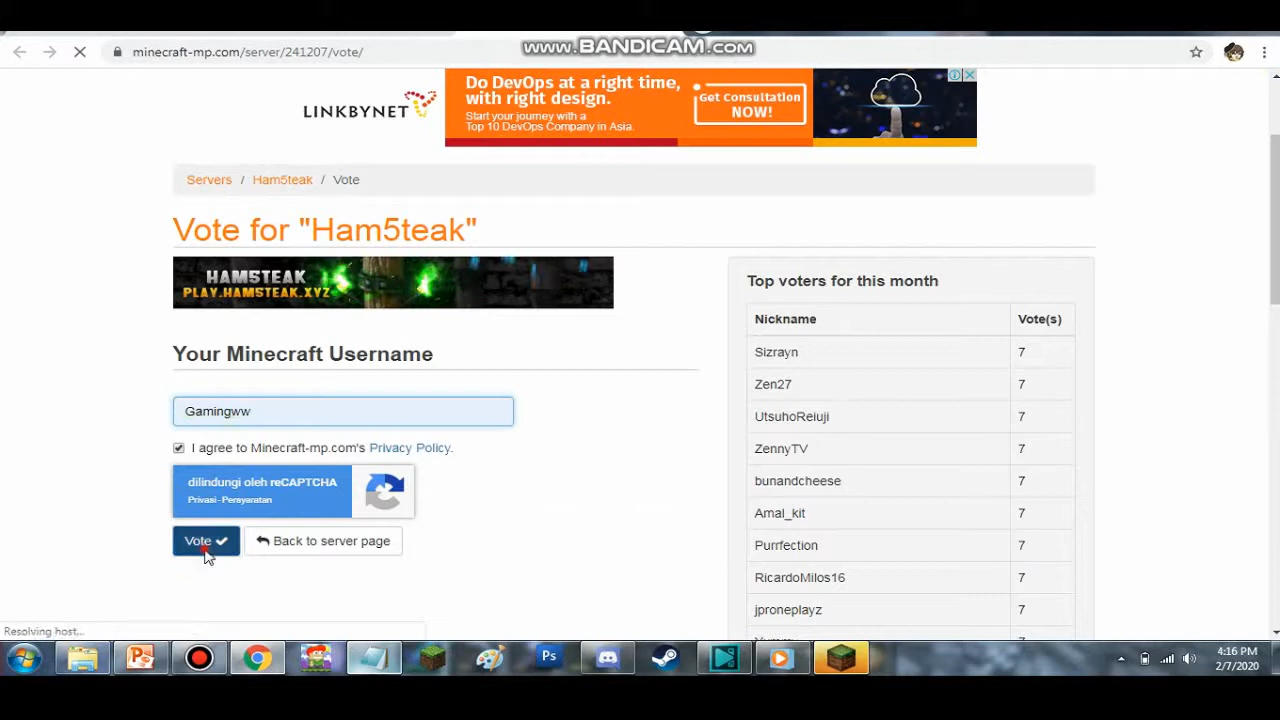 www.BANDICAM.com
minecraft-mp.com/server/241207/vote/
LINKBYNET
Do DevOps at a right time,
with right design.
Start your journey with a
Top 10 DevOps Company in Asia.
Get Consultation
NOW!
Servers / Ham5teak / Vote
Vote for "Ham5teak"
HAM5TEAK
PLAY.HAM5TEAK.XYZ
Your Minecraft Username
Gamingww
I agree to Minecraft-mp.com's Privacy Policy.
dilindungi oleh reCAPTCHA
Privasi - Persyaratan
Vote
Back to server page
Top voters for this month
Nickname Vote(s)
Sizrayn 7
Zen27 7
UtsuhoReiuji 7
ZennyTV 7
bunandcheese 7
Amal_kit 7
Purrfection 7
RicardoMilos16 7
jproneplayz 7
Resolving host...
Ps
4:16 PM
2/7/2020